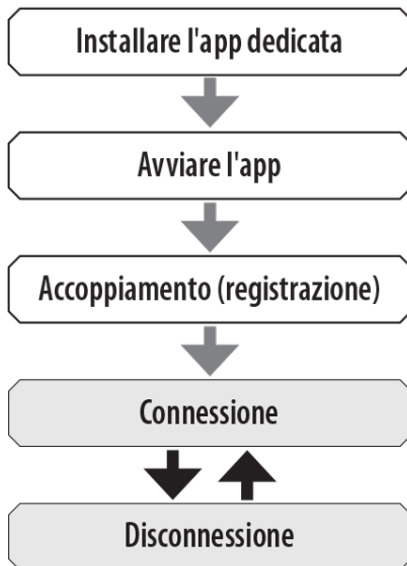 Installare l'app dedicata
Avviare l'app
Accoppiamento (registrazione)
Connessione
Disconnessione